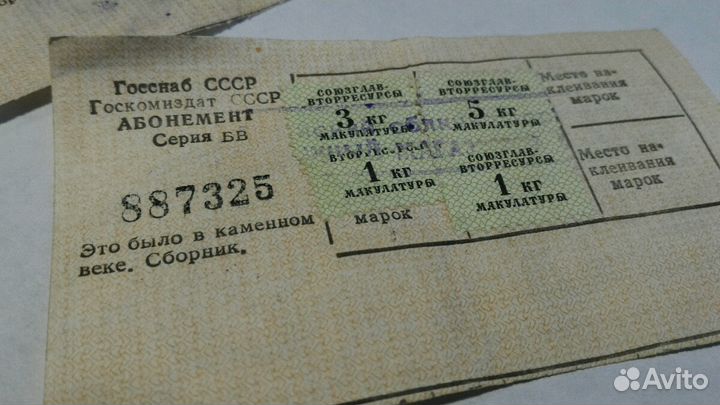 Госснаб СССР
Госкомиздат СССР
АБОНЕМЕНТ
Серия БВ
887325
Это было в каменном
веке. Сборник.
СОЮЗГЛАВ-
ВТОРРЕСУРСЫ
3 кг
МАКУЛАТУРЫ
СОЮЗГЛАВ-
ВТОРРЕСУРСЫ
5 кг
МАКУЛАТУРЫ
Место на-
клеивания
марок
1 кг
МАКУЛАТУРЫ
марок
СОЮЗГЛАВ-
ВТОРРЕСУРСЫ
1 кг
МАКУЛАТУРЫ
Место на-
клеивания
марок
Avito